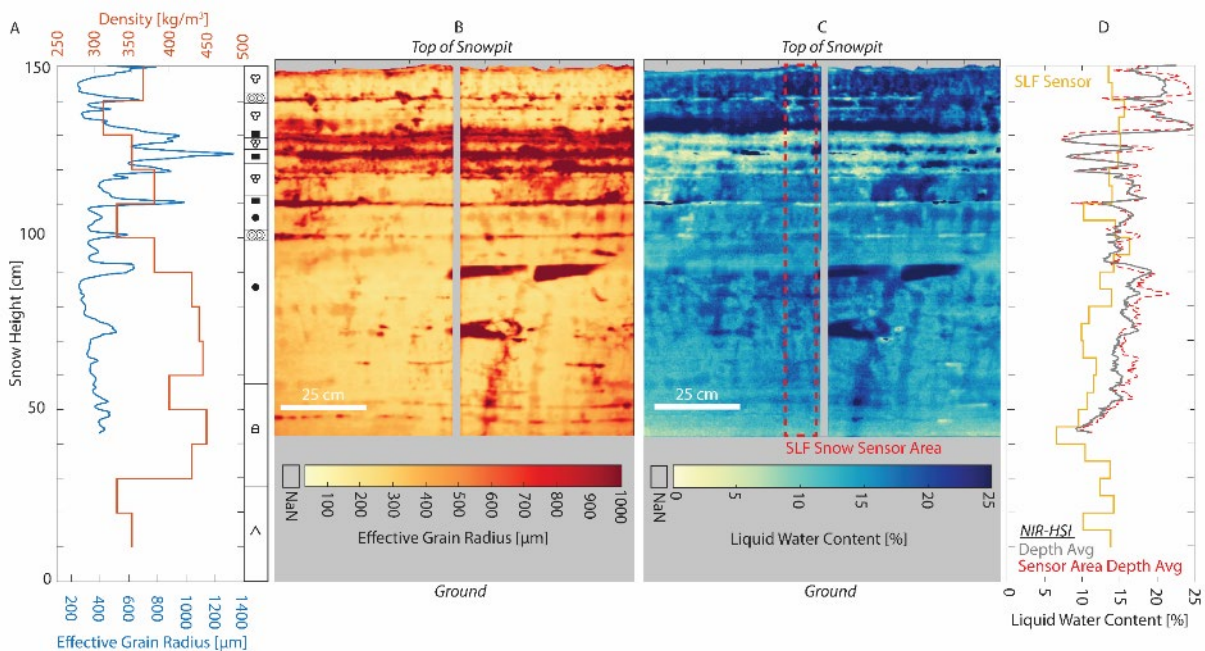 A
Density [kg/m³]
250
300
350
400
450
500
150
100
50
0
Snow Height [cm]
200
400
600
800
1000
1200
1400
Effective Grain Radius [µm]
B
Top of Snowpit
25 cm
NaN
100
200
300
400
500
600
700
800
900
1000
Effective Grain Radius [µm]
Ground
C
Top of Snowpit
25 cm
SLF Snow Sensor Area
NaN
0
5
10
15
20
25
Liquid Water Content [%]
Ground
D
SLF Sensor
NIR-HSI
Depth Avg
Sensor Area Depth Avg
0
5
10
15
20
25
Liquid Water Content [%]